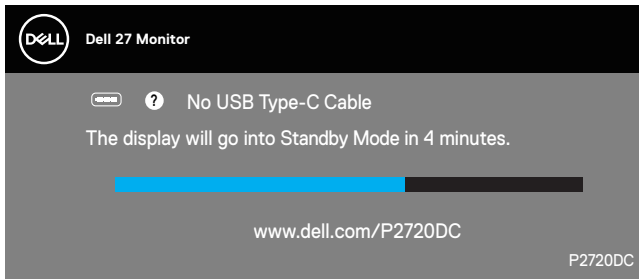 DELL
Dell 27 Monitor
? No USB Type-C Cable
The display will go into Standby Mode in 4 minutes.
www.dell.com/P2720DC
P2720DC